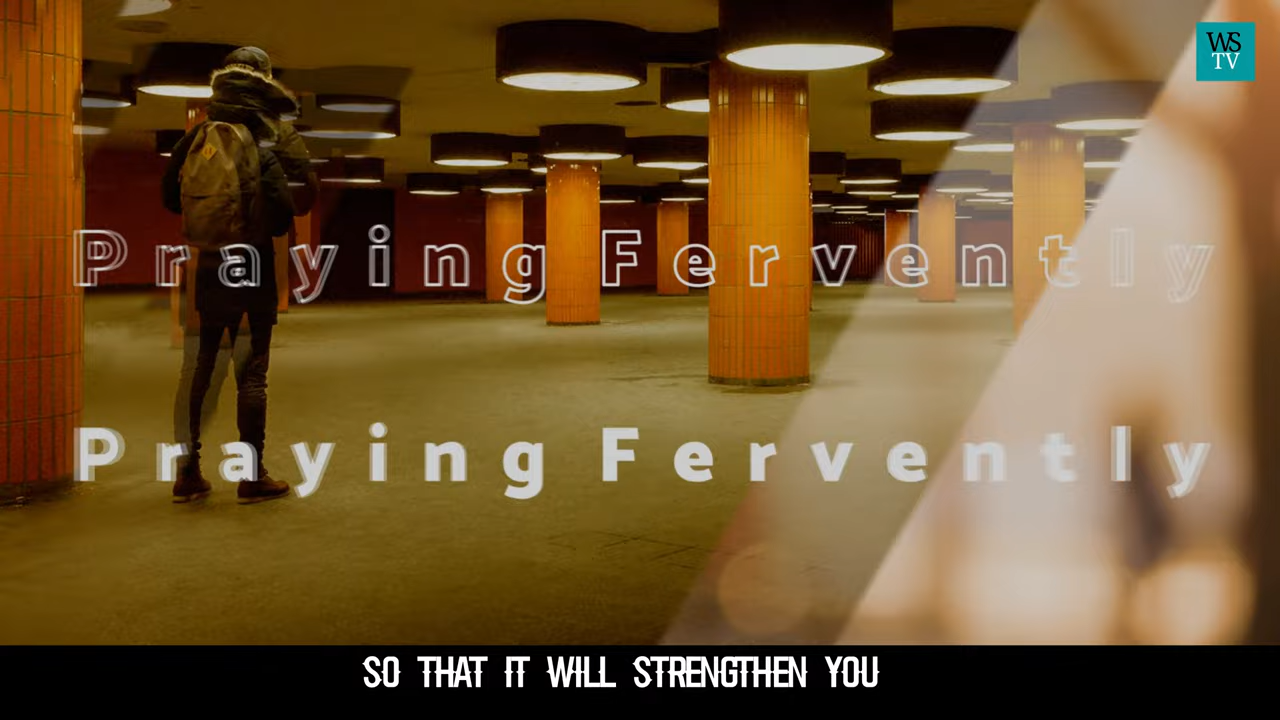 WS
TV
Praying Fervently
Praying Fervently
SO THAT IT WILL STRENGTHEN YOU